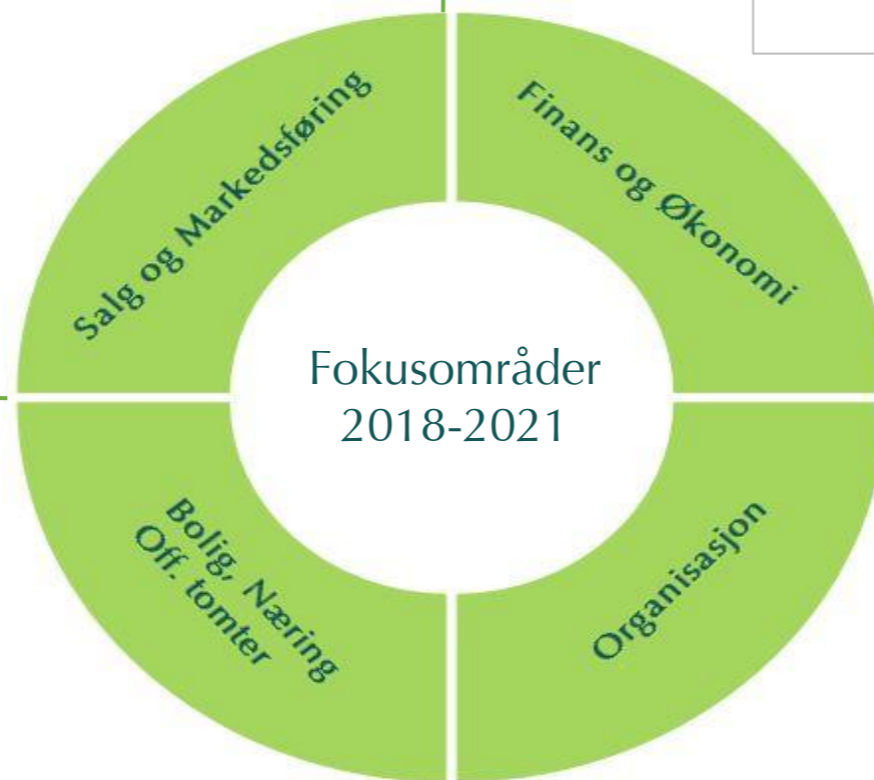 Salg og Markedsføring
Finans og Økonomi
Fokusområder
2018-2021
Bolig, Næring
Off. tomter
Organisasjon